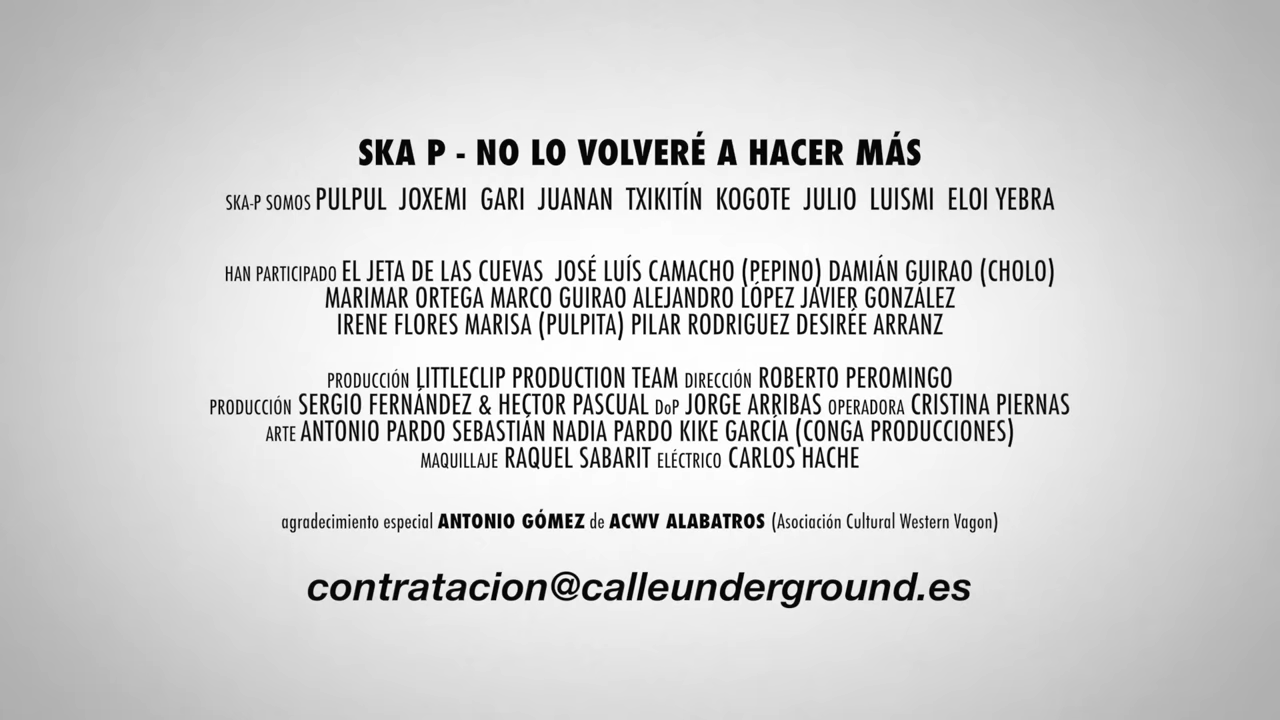 SKA P - NO LO VOLVERÉ A HACER MÁS
SKA-P SOMOS PULPUL JOXEMI GARI JUANAN TXIKITÍN KOGOTE JULIO LUISMI ELOI YEBRA
HAN PARTICIPADO EL JETA DE LAS CUEVAS JOSÉ LUÍS CAMACHO (PEPINO) DAMIÁN GUIRAO (CHOLO)
MARIMAR ORTEGA MARCO GUIRAO ALEJANDRO LÓPEZ JAVIER GONZÁLEZ
IRENE FLORES MARISA (PULPITA) PILAR RODRIGUEZ DESIRÉE ARRANZ
PRODUCCIÓN LITTLECLIP PRODUCTION TEAM DIRECCIÓN ROBERTO PEROMINGO
PRODUCCIÓN SERGIO FERNÁNDEZ & HECTOR PASCUAL DoP JORGE ARRIBAS OPERADORA CRISTINA PIERNAS
ARTE ANTONIO PARDO SEBASTIÁN NADIA PARDO KIKE GARCÍA (CONGA PRODUCCIONES)
MAQUILLAJE RAQUEL SABARIT ELÉCTRICO CARLOS HACHE
agradecimiento especial ANTONIO GÓMEZ de ACWV ALABATROS (Asociación Cultural Western Vagon)
contratacion@calleunderground.es